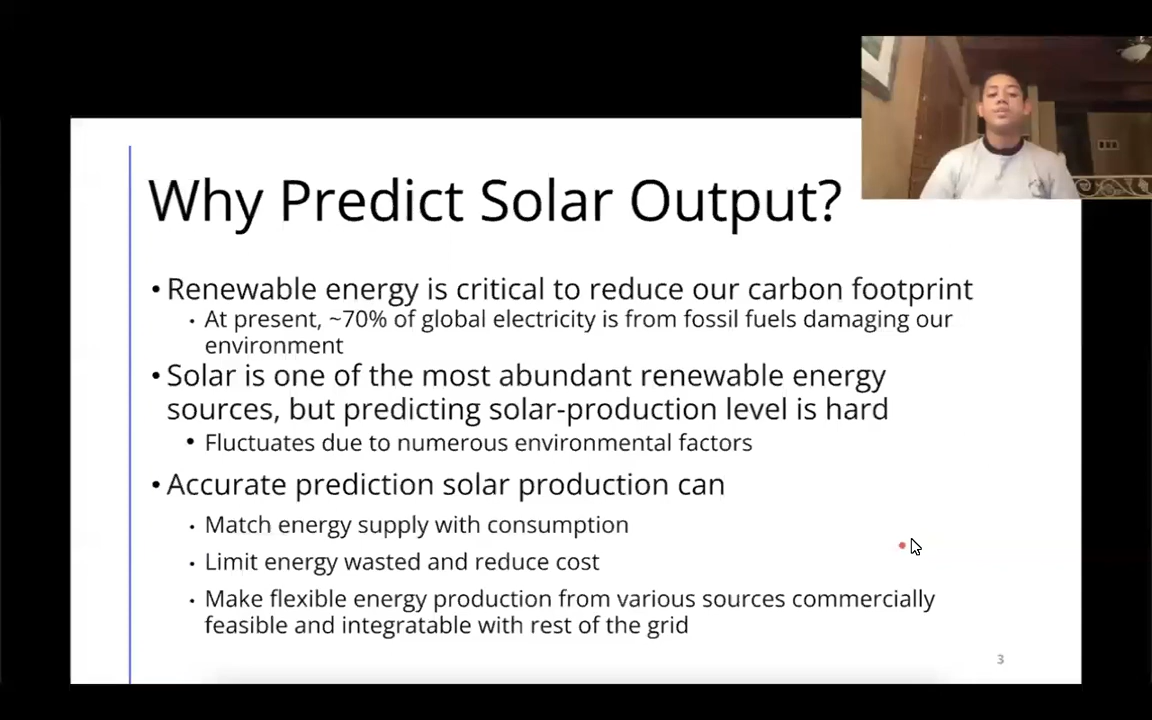 Why Predict Solar Output?
• Renewable energy is critical to reduce our carbon footprint
• At present, ~70% of global electricity is from fossil fuels damaging our
environment
• Solar is one of the most abundant renewable energy
sources, but predicting solar-production level is hard
• Fluctuates due to numerous environmental factors
• Accurate prediction solar production can
• Match energy supply with consumption
• Limit energy wasted and reduce cost
• Make flexible energy production from various sources commercially
feasible and integratable with rest of the grid
3